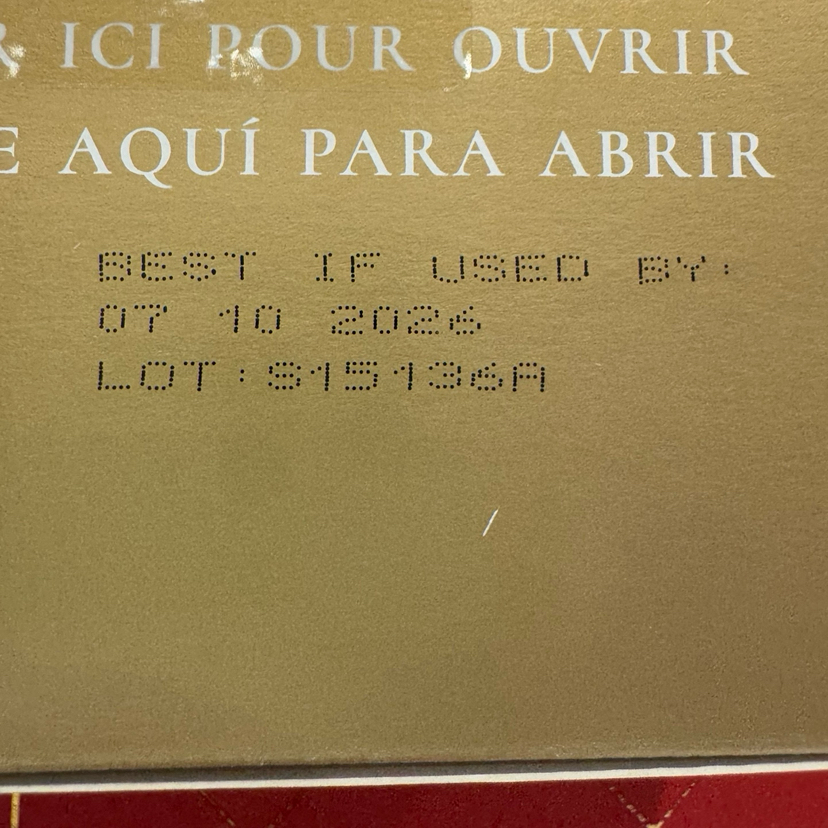 ICI POUR OUVRIR
AQUÍ PARA ABRIR
BEST IF USED BY:
07 10 2026
LOT:S15136A